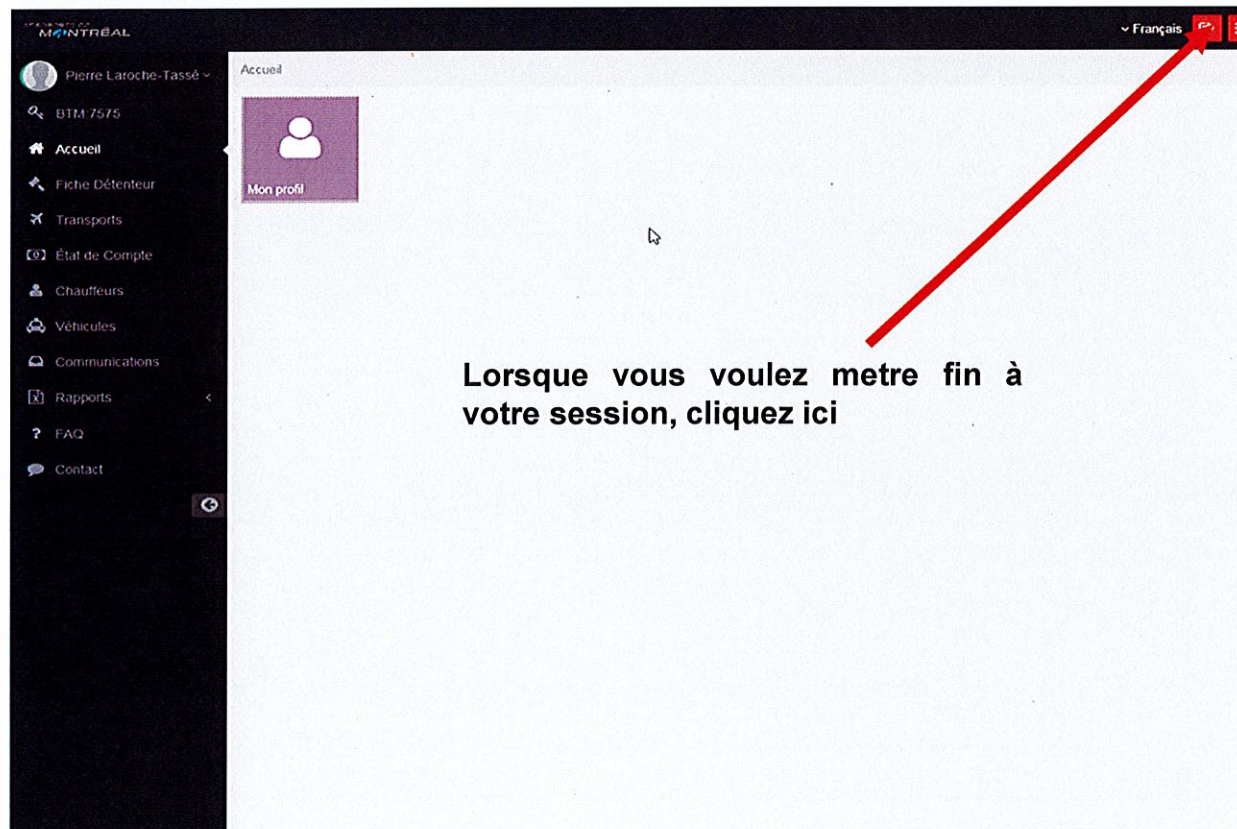 MONTRÉAL
Français
Pierre Laroche-Tassé
Accueil
BTM:7575
Accueil
Fiche Détenteur
Mon profil
Transports
État de Compte
Chauffeurs
Véhicules
Communications
Rapports
FAQ
Contact
Lorsque vous voulez metre fin à
votre session, cliquez ici